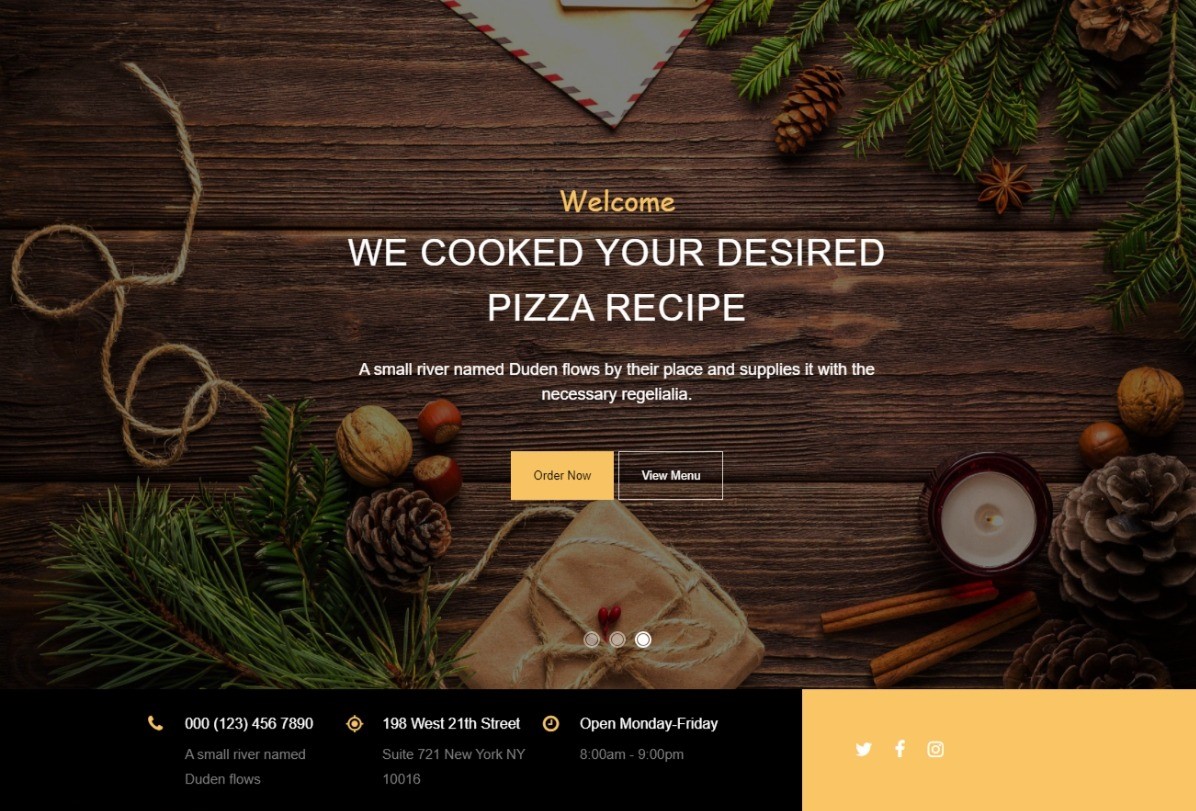 Welcome
WE COOKED YOUR DESIRED
PIZZA RECIPE
A small river named Duden flows by their place and supplies it with the
necessary regelialia.
Order Now
View Menu
000 (123) 456 7890
A small river named
Duden flows
198 West 21th Street
Suite 721 New York NY
10016
Open Monday-Friday
8:00am - 9:00pm